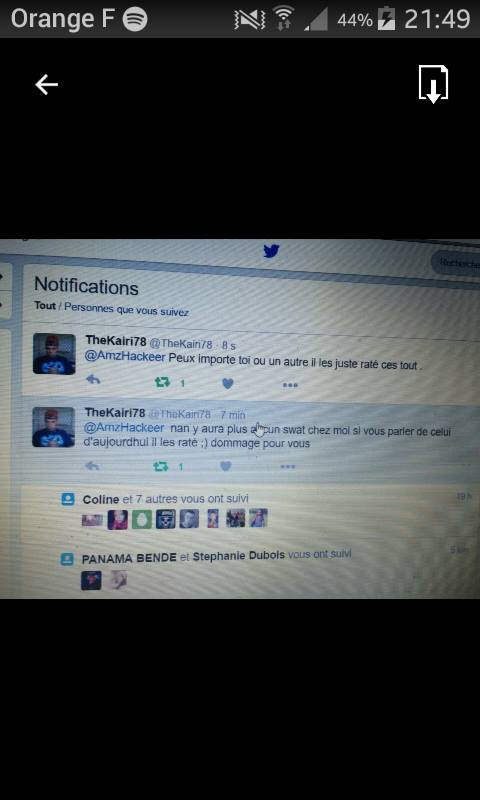 Orange F
44%
21:49
Notifications
Tout / Personnes que vous suivez
TheKairi78 @TheKairi78 · 8 s
@AmzHackeer Peux importe toi ou un autre il les juste raté ces tout .
1
TheKairi78 @TheKairi78 · 7 min
@AmzHackeer nan y aura plus aucun swat chez moi si vous parler de celui
d'aujourdhui il les raté ;) dommage pour vous
1
Coline et 7 autres vous ont suivi
19 h
PANAMA BENDE et Stephanie Dubois vous ont suivi